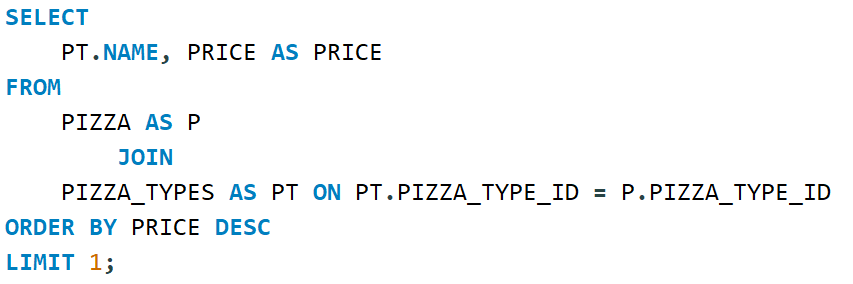 SELECT
    PT.NAME, PRICE AS PRICE
FROM
    PIZZA AS P
        JOIN
    PIZZA_TYPES AS PT ON PT.PIZZA_TYPE_ID = P.PIZZA_TYPE_ID
ORDER BY PRICE DESC
LIMIT 1;